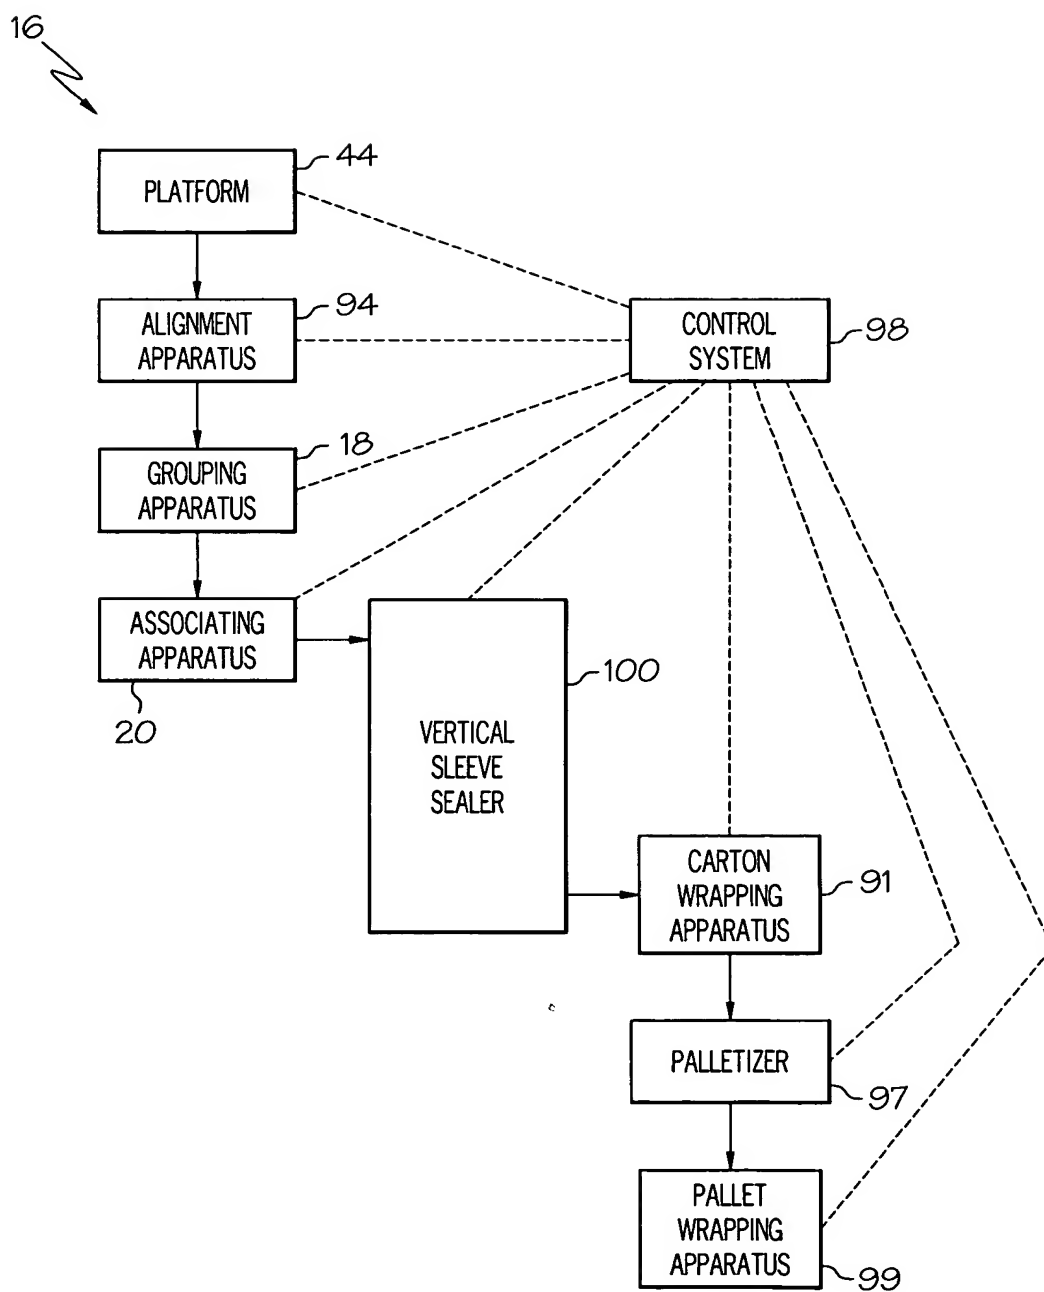 16
PLATFORM
44
ALIGNMENT
APPARATUS
94
CONTROL
SYSTEM
98
GROUPING
APPARATUS
18
ASSOCIATING
APPARATUS
20
VERTICAL
SLEEVE
SEALER
100
CARTON
WRAPPING
APPARATUS
91
PALLETIZER
97
PALLET
WRAPPING
APPARATUS
99